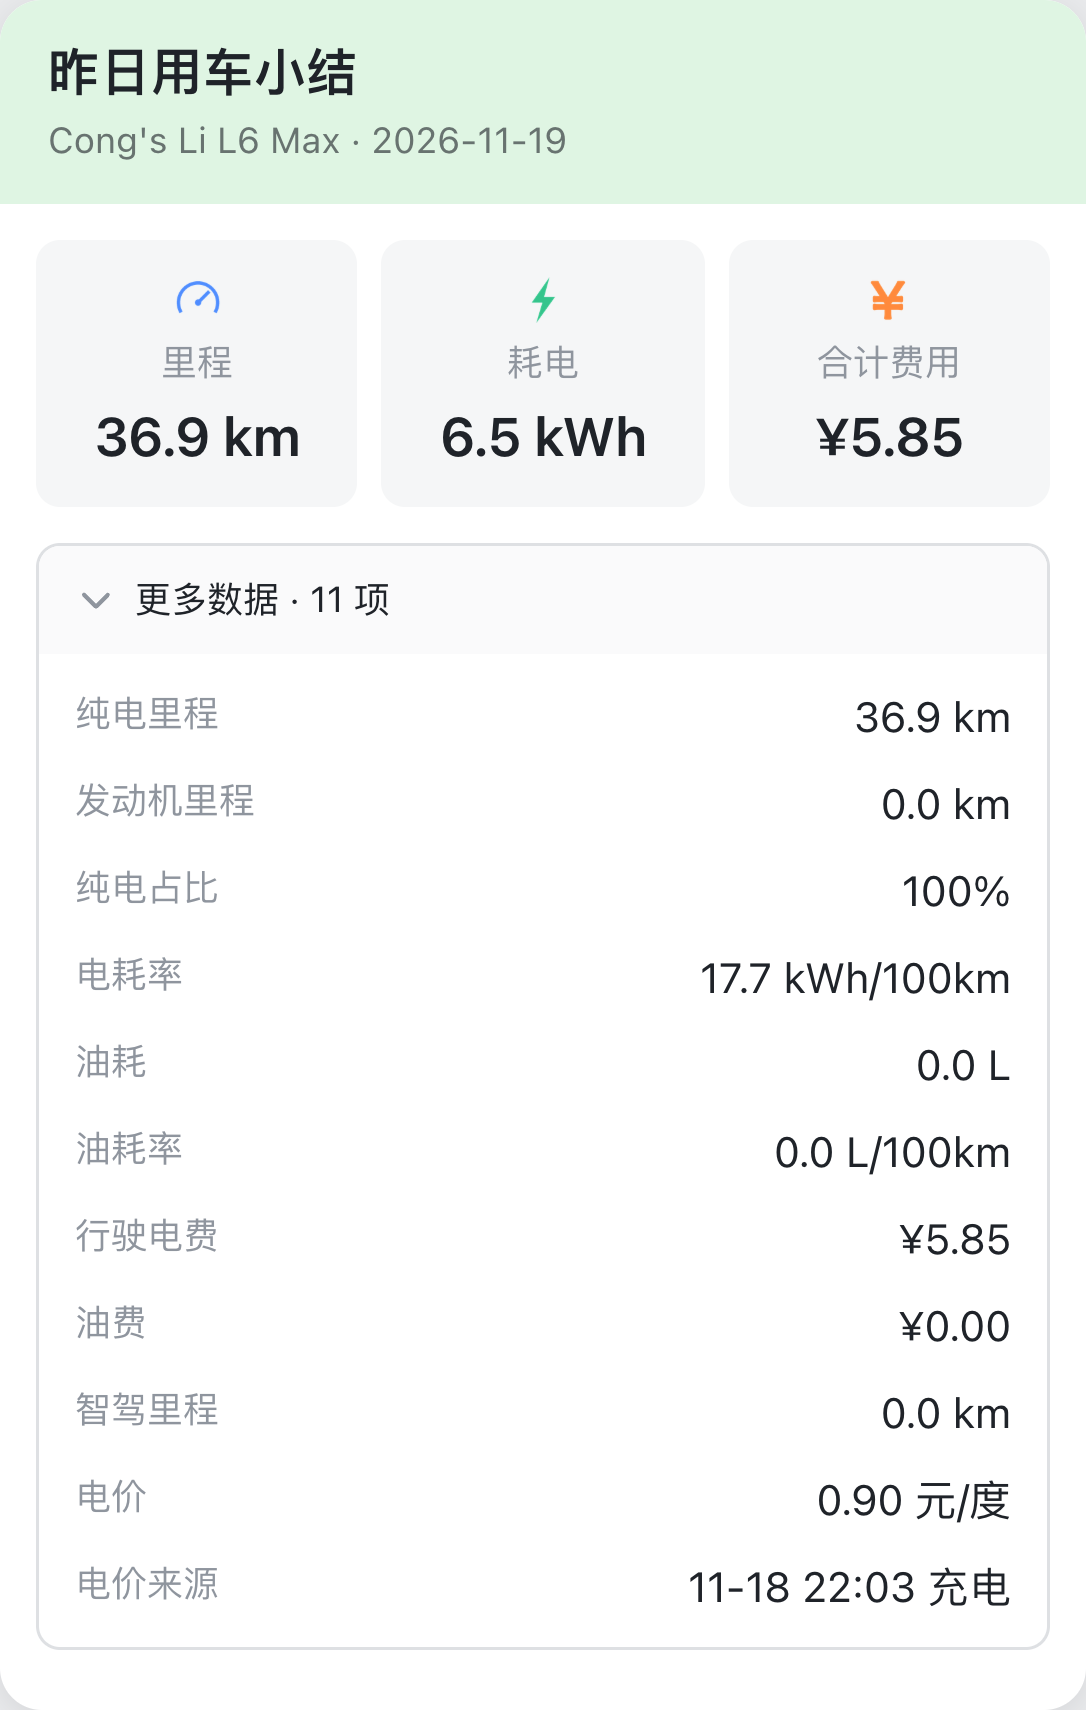 昨日用车小结
Cong's Li L6 Max · 2026-11-19
里程
36.9 km
耗电
6.5 kWh
合计费用
¥5.85
更多数据 · 11 项
纯电里程 36.9 km
发动机里程 0.0 km
纯电占比 100%
电耗率 17.7 kWh/100km
油耗 0.0 L
油耗率 0.0 L/100km
行驶电费 ¥5.85
油费 ¥0.00
智驾里程 0.0 km
电价 0.90 元/度
电价来源 11-18 22:03 充电